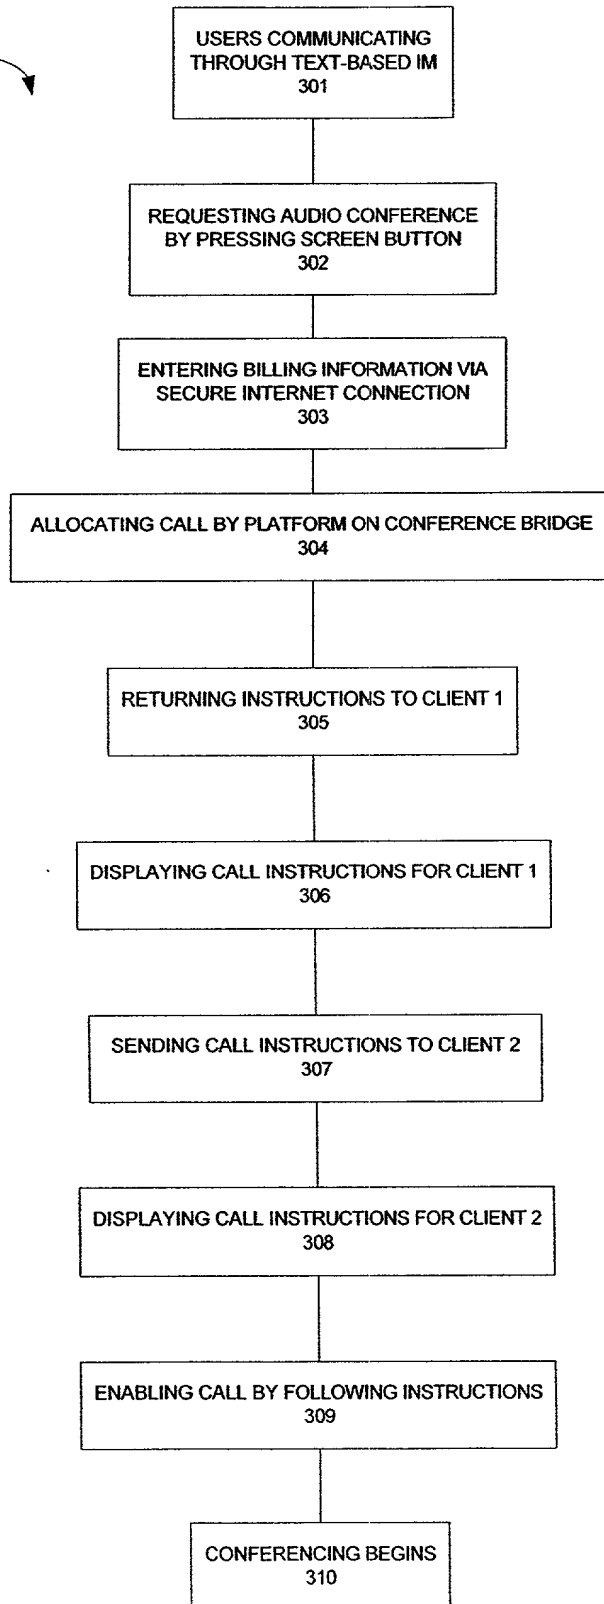 USERS COMMUNICATING
THROUGH TEXT-BASED IM
301
REQUESTING AUDIO CONFERENCE
BY PRESSING SCREEN BUTTON
302
ENTERING BILLING INFORMATION VIA
SECURE INTERNET CONNECTION
303
ALLOCATING CALL BY PLATFORM ON CONFERENCE BRIDGE
304
RETURNING INSTRUCTIONS TO CLIENT 1
305
DISPLAYING CALL INSTRUCTIONS FOR CLIENT 1
306
SENDING CALL INSTRUCTIONS TO CLIENT 2
307
DISPLAYING CALL INSTRUCTIONS FOR CLIENT 2
308
ENABLING CALL BY FOLLOWING INSTRUCTIONS
309
CONFERENCING BEGINS
310